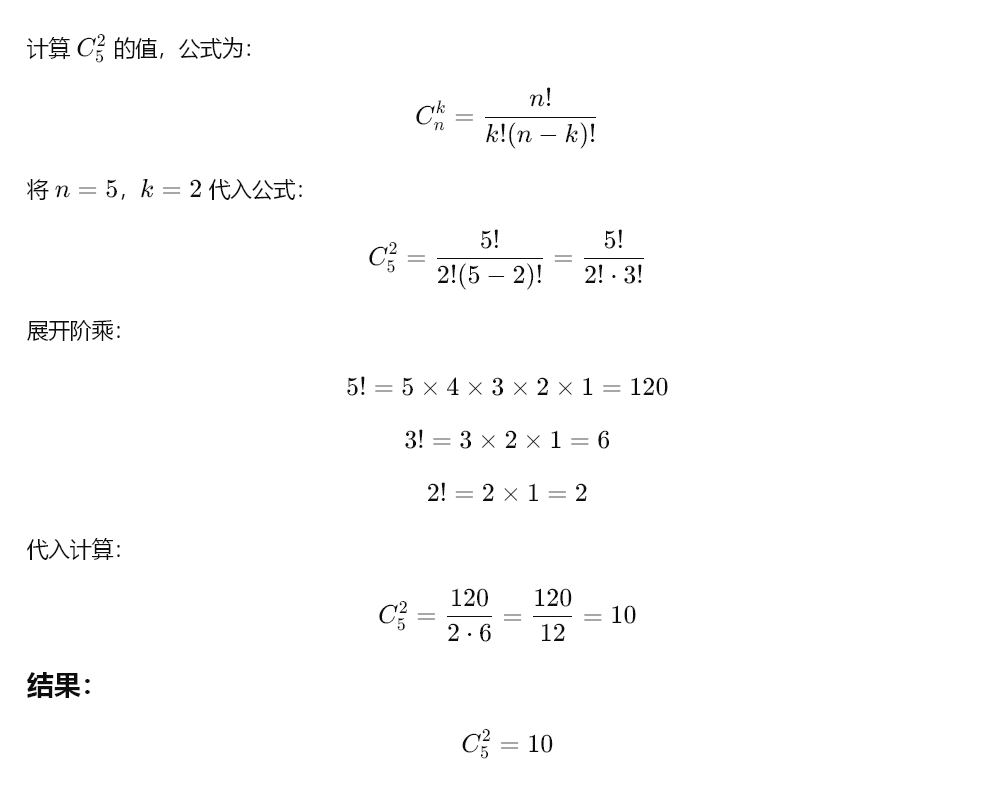 计算 $C_5^2$ 的值，公式为：
$$C_n^k = \frac{n!}{k!(n-k)!}$$
将 $n = 5$，$k = 2$ 代入公式：
$$C_5^2 = \frac{5!}{2!(5-2)!} = \frac{5!}{2! \cdot 3!}$$
展开阶乘：
$$5! = 5 \times 4 \times 3 \times 2 \times 1 = 120$$
$$3! = 3 \times 2 \times 1 = 6$$
$$2! = 2 \times 1 = 2$$
代入计算：
$$C_5^2 = \frac{120}{2 \cdot 6} = \frac{120}{12} = 10$$
结果：
$$C_5^2 = 10$$